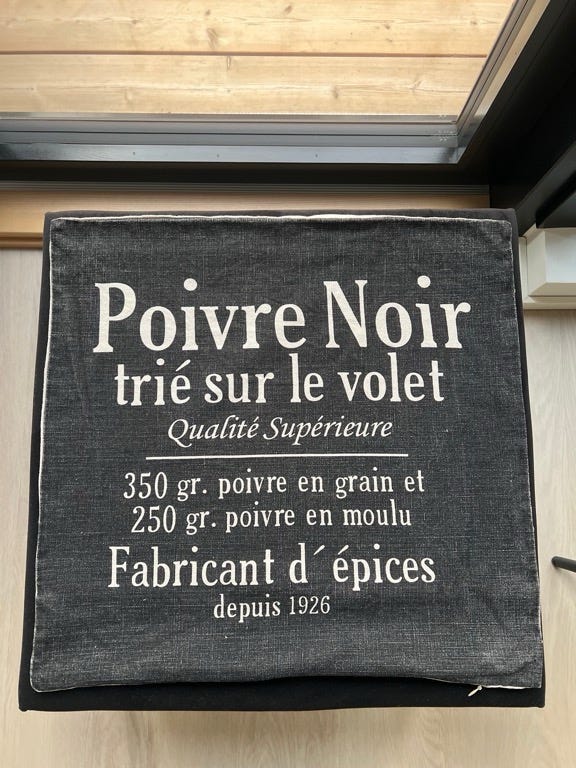 Poivre Noir
trié sur le volet
Qualité Supérieure
350 gr. poivre en grain et
250 gr. poivre en moulu
Fabricant d´épices
depuis 1926